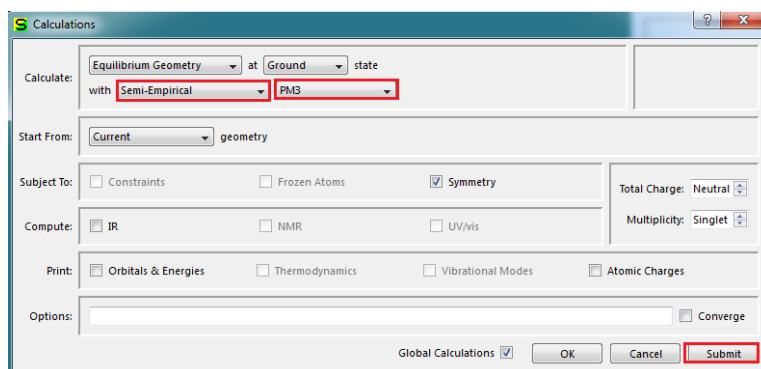 S Calculations
? X
Calculate: Equilibrium Geometry at Ground state
with Semi-Empirical PM3
Start From: Current geometry
Subject To: Constraints Frozen Atoms Symmetry
Total Charge: Neutral
Compute: IR NMR UV/vis
Multiplicity: Singlet
Print: Orbitals & Energies Thermodynamics Vibrational Modes Atomic Charges
Options: Converge
Global Calculations OK Cancel Submit